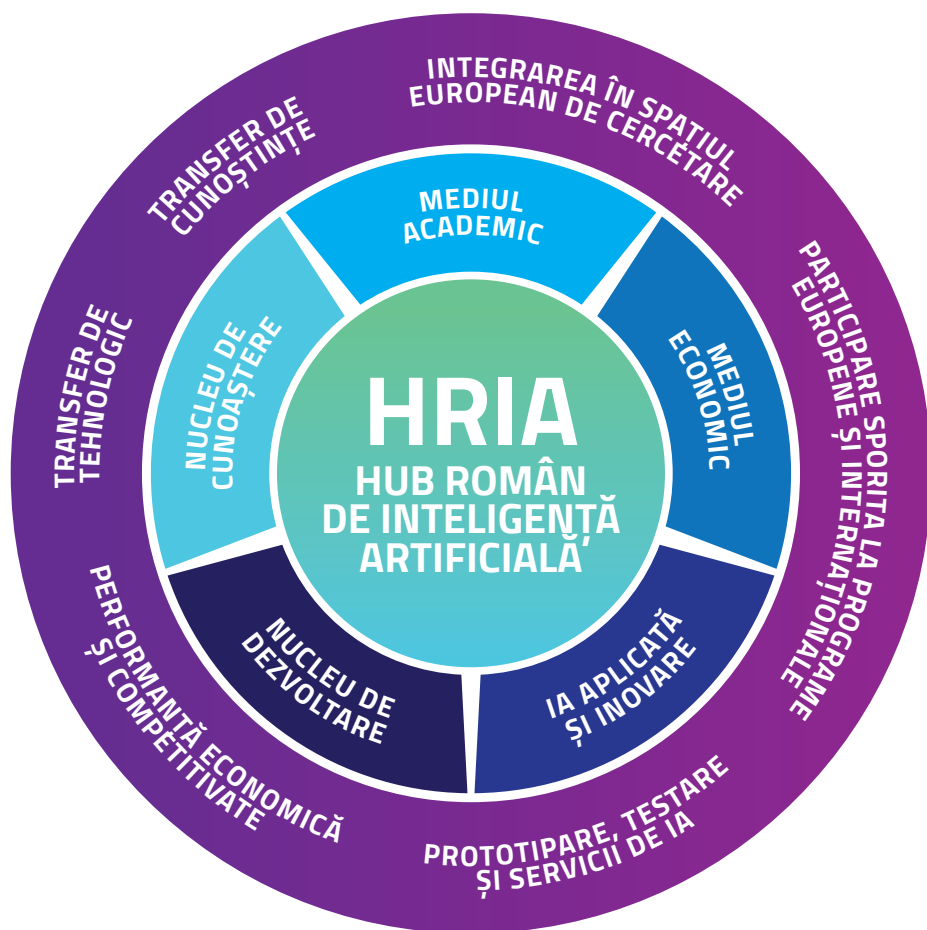 HRIA
HUB ROMÂN
DE INTELIGENȚĂ
ARTIFICIALĂ
MEDIUL
ACADEMIC
MEDIUL
ECONOMIC
IA APLICATĂ
ȘI INOVARE
NUCLEU DE
DEZVOLTARE
NUCLEU DE
CUNOAȘTERE
INTEGRAREA ÎN SPAȚIUL
EUROPEAN DE CERCETARE
PARTICIPARE SPORITA LA PROGRAME
EUROPENE ȘI INTERNAȚIONALE
PROTOTIPARE, TESTARE
ȘI SERVICII DE IA
PERFORMANȚĂ ECONOMICĂ
ȘI COMPETITIVATE
TRANSFER DE
TEHNOLOGIC
TRANSFER DE
CUNOȘTINȚE